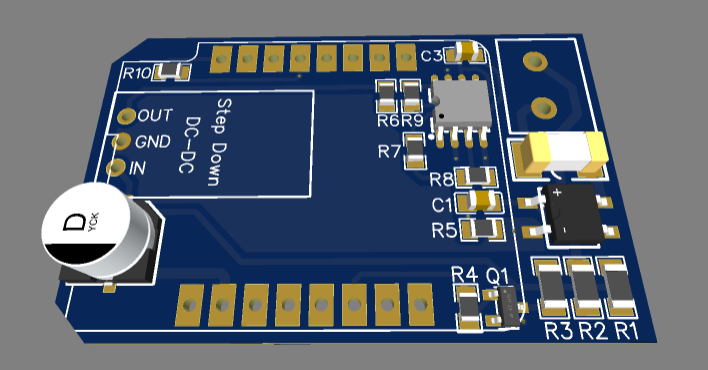 C3
R10
OUT
GND
IN
Step Down
DC-DC
R6 R9
R7
R8
C1
R5
D
YCK
R4 Q1
R3 R2 R1
+
-